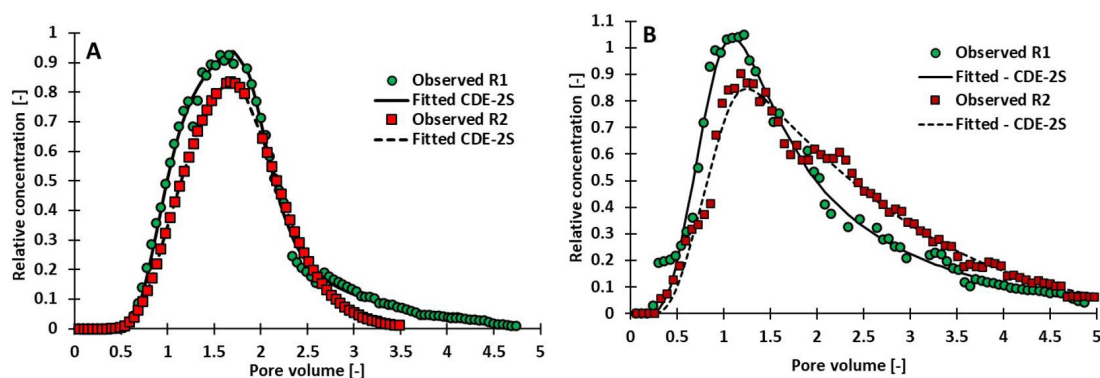 A
Relative concentration [-]
1
0.9
0.8
0.7
0.6
0.5
0.4
0.3
0.2
0.1
0
0 0.5 1 1.5 2 2.5 3 3.5 4 4.5 5
Pore volume [-]
Observed R1
Fitted CDE-2S
Observed R2
Fitted CDE-2S
B
Relative concentration [-]
1.1
1
0.9
0.8
0.7
0.6
0.5
0.4
0.3
0.2
0.1
0
0 0.5 1 1.5 2 2.5 3 3.5 4 4.5 5
Pore volume [-]
Observed R1
Fitted - CDE-2S
Observed R2
Fitted - CDE-2S